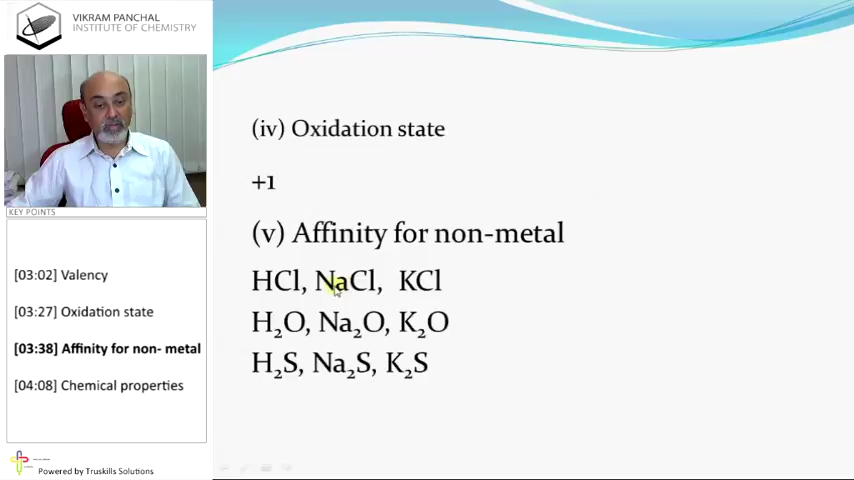 VIKRAM PANCHAL
INSTITUTE OF CHEMISTRY
KEY POINTS
[03:02] Valency
[03:27] Oxidation state
[03:38] Affinity for non- metal
[04:08] Chemical properties
Powered by Truskills Solutions
(iv) Oxidation state
+1
(v) Affinity for non-metal
HCl, NaCl, KCl
H₂O, Na₂O, K₂O
H₂S, Na₂S, K₂S